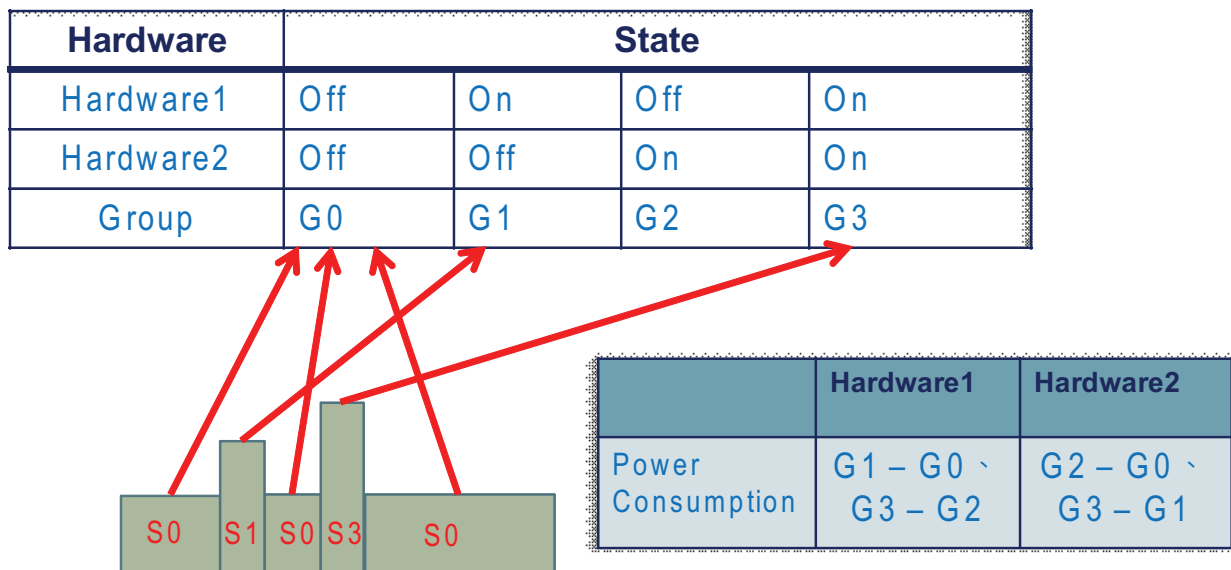 Hardware State
Hardware1 Off On Off On
Hardware2 Off Off On On
Group G0 G1 G2 G3
Hardware1 Hardware2
Power Consumption
G1 – G0、
G3 – G2
G2 – G0、
G3 – G1
S0 S1 S0 S3 S0